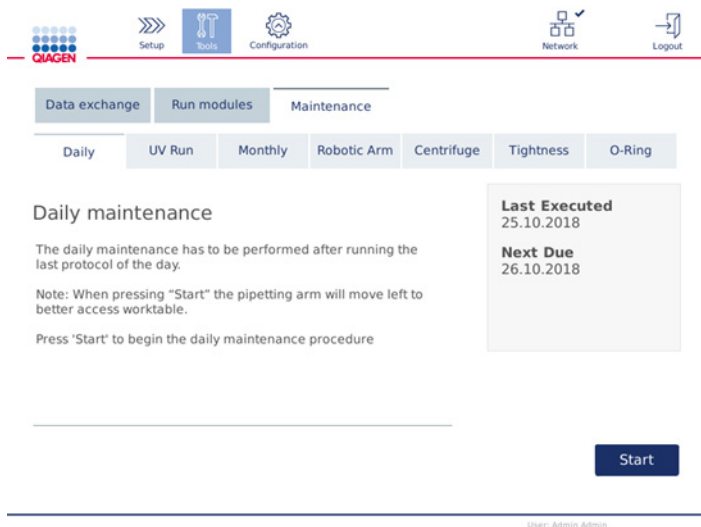 QIAGEN
Setup
Tools
Configuration
Network
Logout
Data exchange
Run modules
Maintenance
Daily
UV Run
Monthly
Robotic Arm
Centrifuge
Tightness
O-Ring
Daily maintenance
The daily maintenance has to be performed after running the
last protocol of the day.
Note: When pressing “Start” the pipetting arm will move left to
better access worktable.
Press 'Start' to begin the daily maintenance procedure
Last Executed
25.10.2018
Next Due
26.10.2018
Start
User: Admin Admin